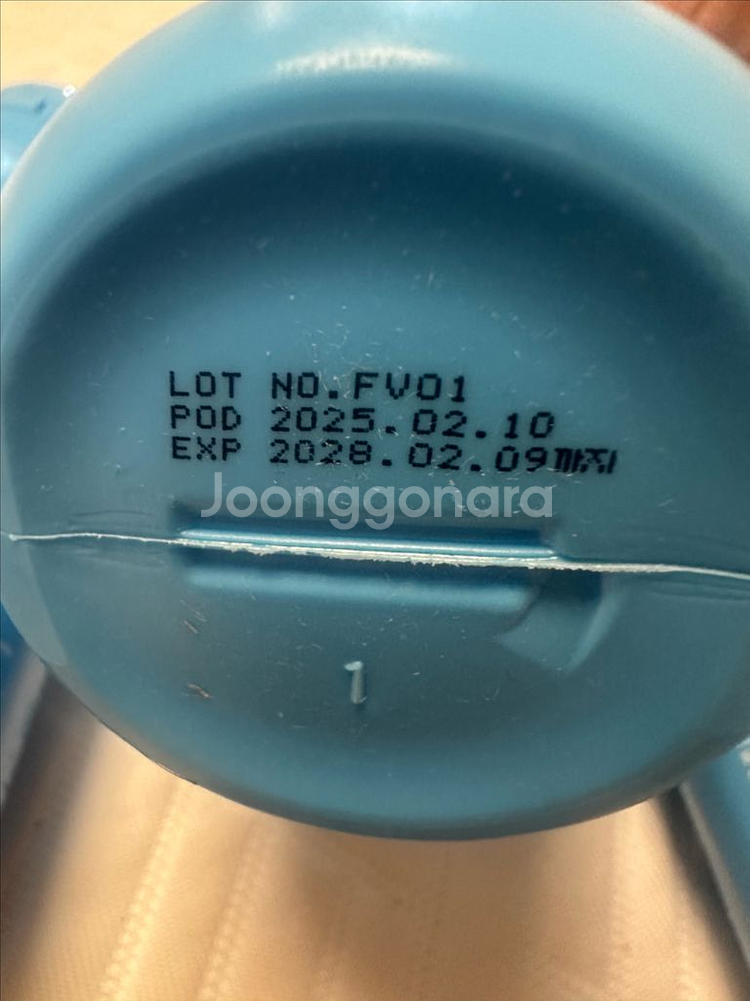 LOT NO.FV01
POD 2025.02.10
EXP 2028.02.09까지
Joonggonara
1